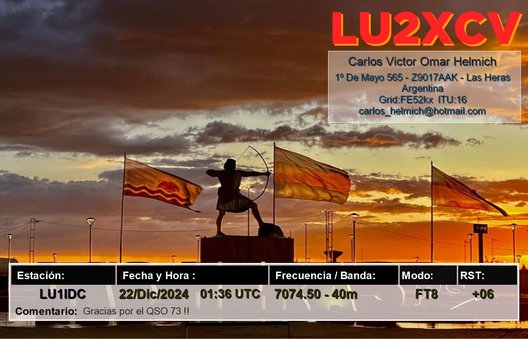 LU2XCV
Carlos Victor Omar Helmich
1º De Mayo 565 - Z9017AAK - Las Heras
Argentina
Grid:FE52kx ITU:16
carlos_helmich@hotmail.com
Estación: Fecha y Hora : Frecuencia / Banda: Modo: RST:
LU1IDC 22/Dic/2024 01:36 UTC 7074.50 - 40m FT8 +06
Comentario: Gracias por el QSO 73 !!